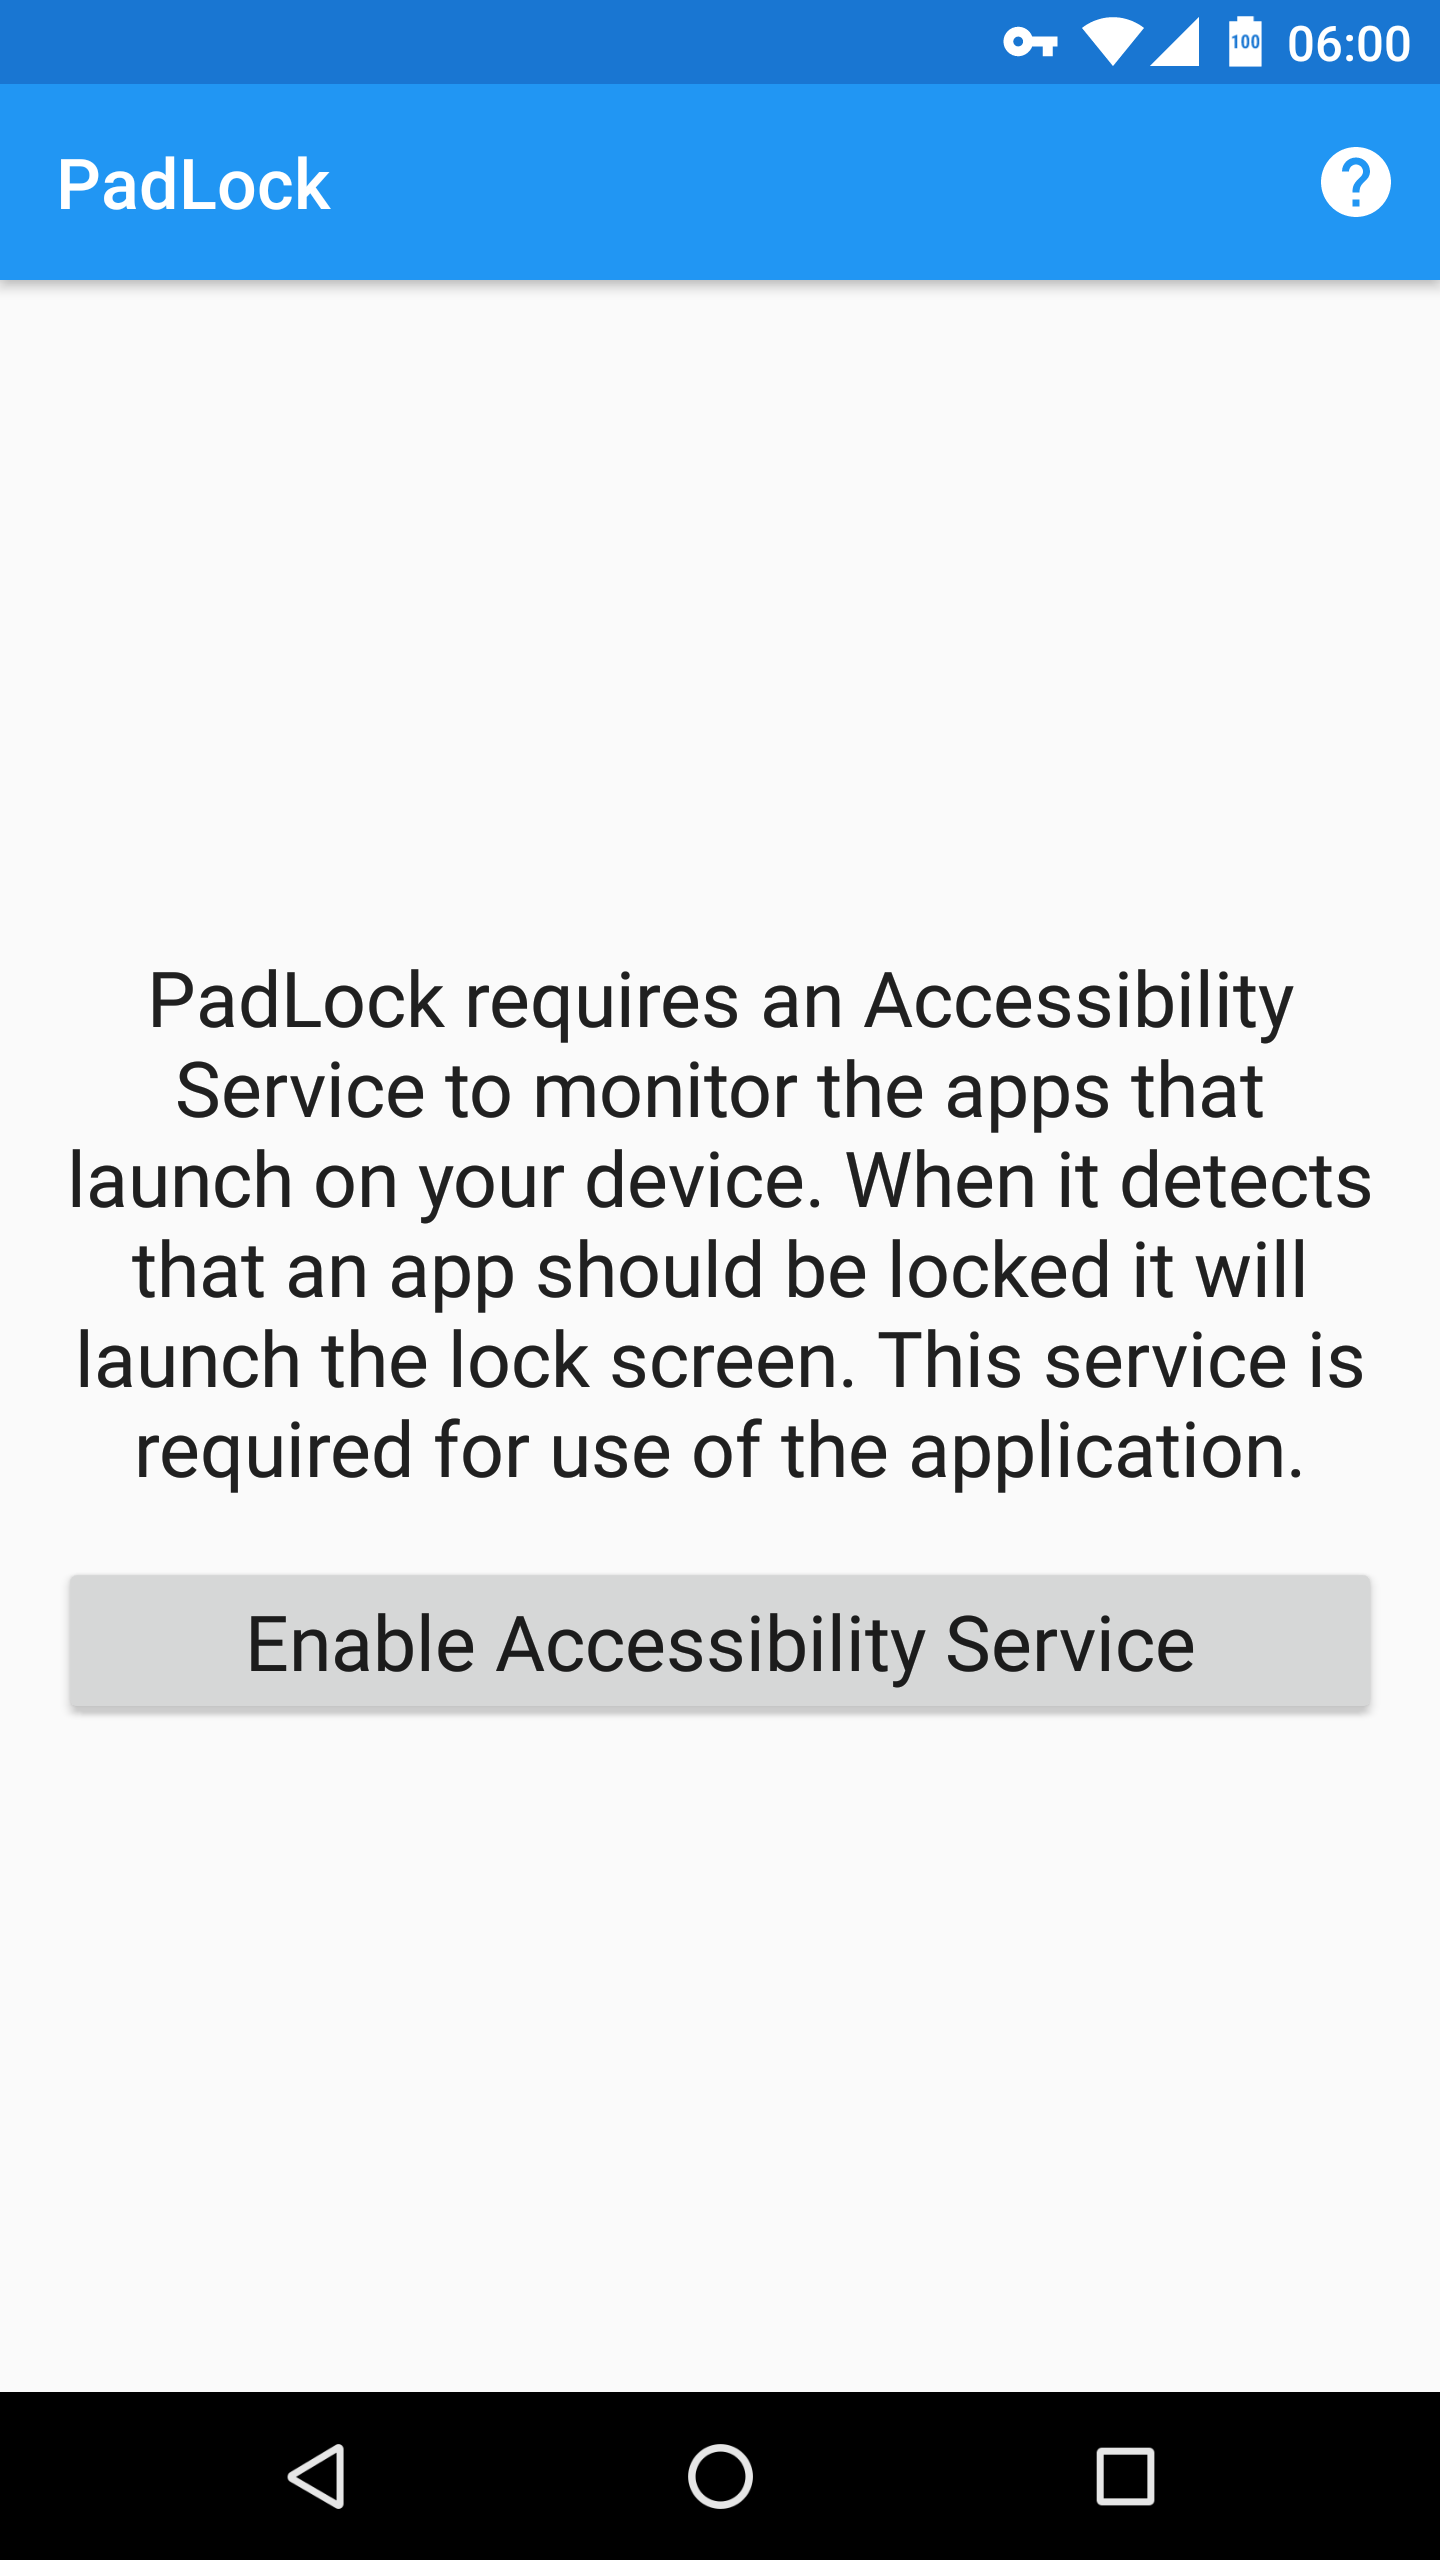 100 06:00
PadLock
PadLock requires an Accessibility
Service to monitor the apps that
launch on your device. When it detects
that an app should be locked it will
launch the lock screen. This service is
required for use of the application.
Enable Accessibility Service